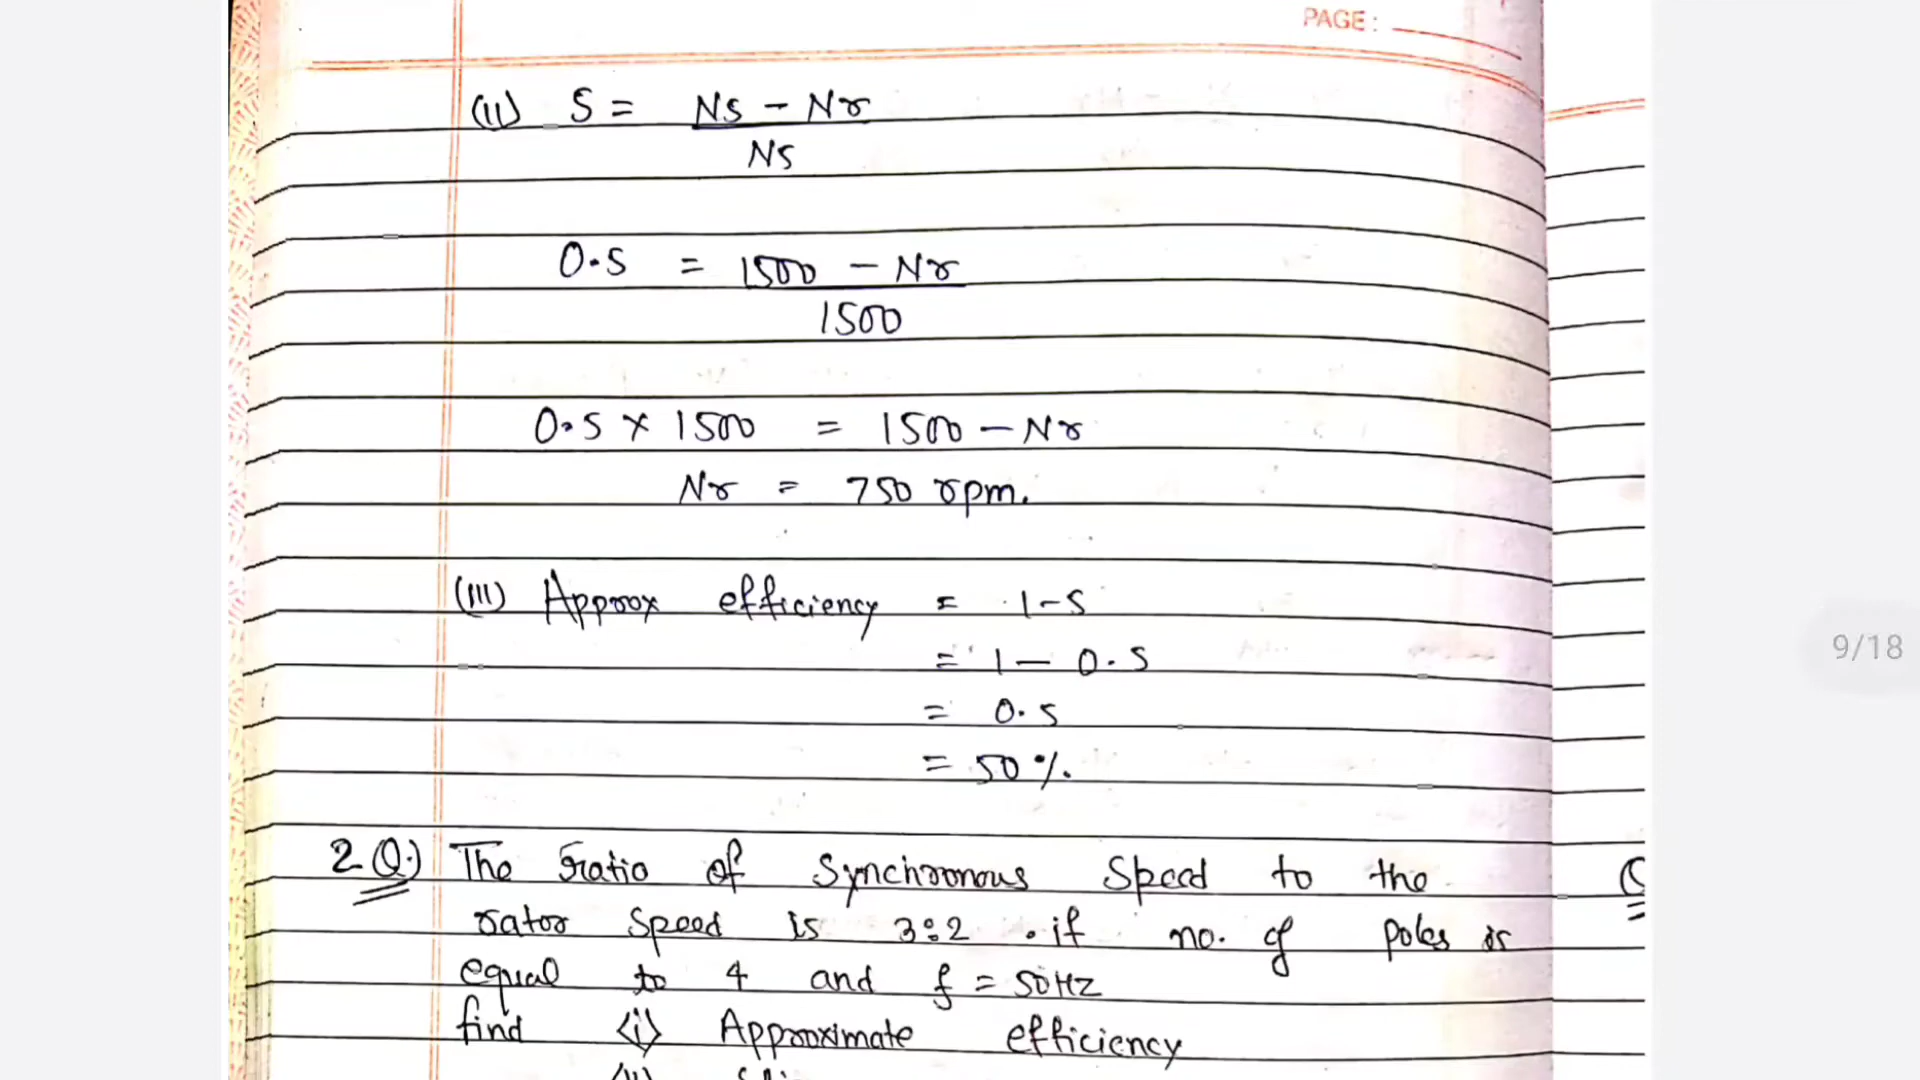 PAGE:
(II) S = Ns - Nr
Ns
0.5 = 1500 - Nr
1500
0.5 × 1500 = 1500 - Nr
Nr = 750 rpm.
(III) Approx efficiency = 1-S
= 1 - 0.5
= 0.5
= 50 %.
2 Q.) The ratio of Synchronous Speed to the
rator speed is 3:2 . if no. of poles is
equal to 4 and f = 50Hz
find (i) Approximate efficiency
9/18